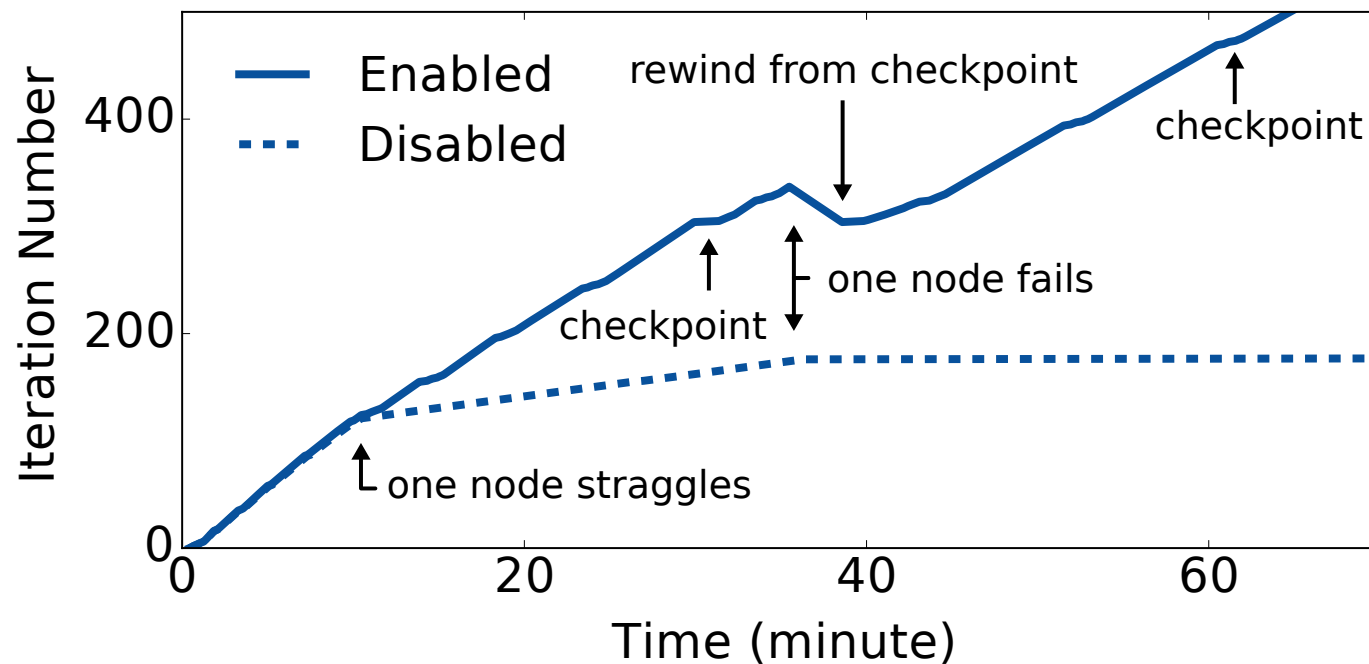 Enabled
Disabled
rewind from checkpoint
checkpoint
one node fails
checkpoint
one node straggles
Iteration Number
400
200
0
0 20 40 60
Time (minute)